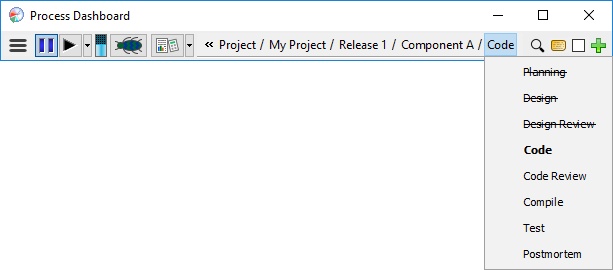 Process Dashboard
« Project / My Project / Release 1 / Component A / Code
Planning
Design
Design Review
Code
Code Review
Compile
Test
Postmortem